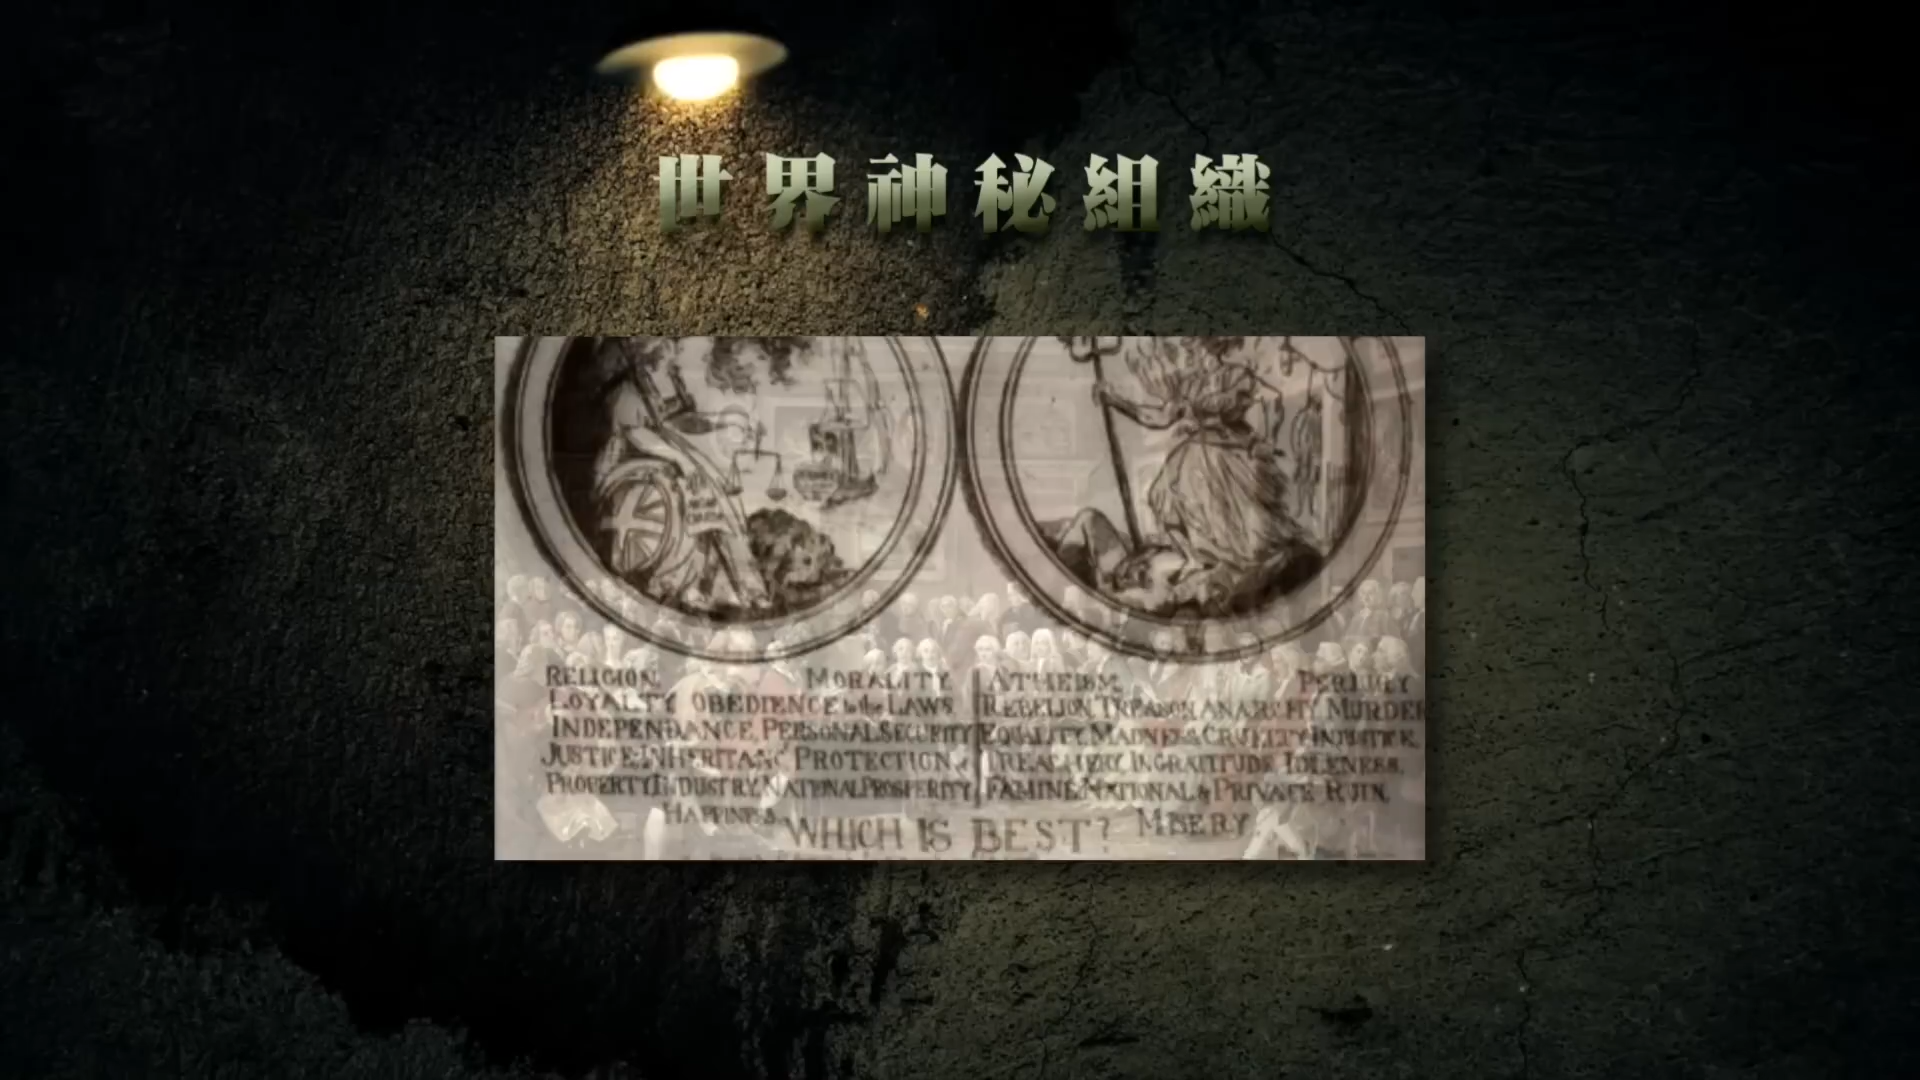 世界神秘組織
RELIGION. MORALITY
LOYALTY OBEDIENCE to the LAWS
INDEPENDANCE PERSONAL SECURITY
JUSTICE INHERITANCE PROTECTION
PROPERTY INDUSTRY NATIONAL PROSPERITY
HAPPINESS
ATHEISM PERJURY
REBELION TREASON ANARCHY MURDER
EQUALITY MADNESS CRUELTY INJUSTICE
TREACHERY INGRATITUDE IDLENESS
FAMINE NATIONAL & PRIVATE RUIN
MISERY
WHICH IS BEST?